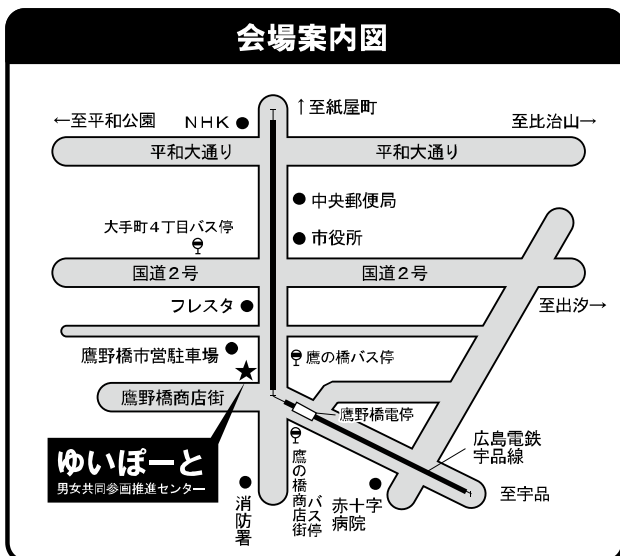 会場案内図
↑至紙屋町
←至平和公園
NHK
至比治山→
平和大通り
平和大通り
中央郵便局
大手町4丁目バス停
市役所
国道2号
国道2号
フレスタ
至出汐→
鷹野橋市営駐車場
鷹の橋バス停
鷹野橋商店街
鷹野橋電停
広島電鉄
宇品線
ゆいぽーと
男女共同参画推進センター
至宇品
消防署
鷹の橋商店街
バス停
赤十字
病院